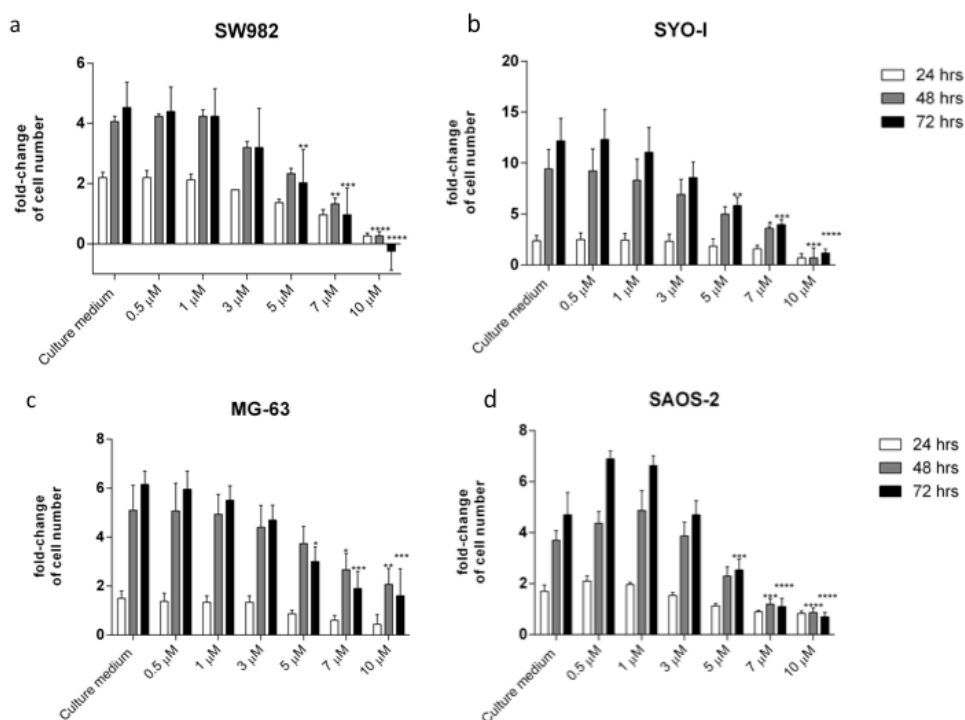 a
SW982
fold-change
of cell number
6
4
2
0
** ** *** **** ****
Culture medium 0.5 µM 1 µM 3 µM 5 µM 7 µM 10 µM
b
SYO-I
fold-change
of cell number
20
15
10
5
0
** * *** *** ****
Culture medium 0.5 µM 1 µM 3 µM 5 µM 7 µM 10 µM
24 hrs
48 hrs
72 hrs
c
MG-63
fold-change
of cell number
8
6
4
2
0
* * *** ** ***
Culture medium 0.5 µM 1 µM 3 µM 5 µM 7 µM 10 µM
d
SAOS-2
fold-change
of cell number
8
6
4
2
0
*** *** **** **** ****
Culture medium 0.5 µM 1 µM 3 µM 5 µM 7 µM 10 µM
24 hrs
48 hrs
72 hrs